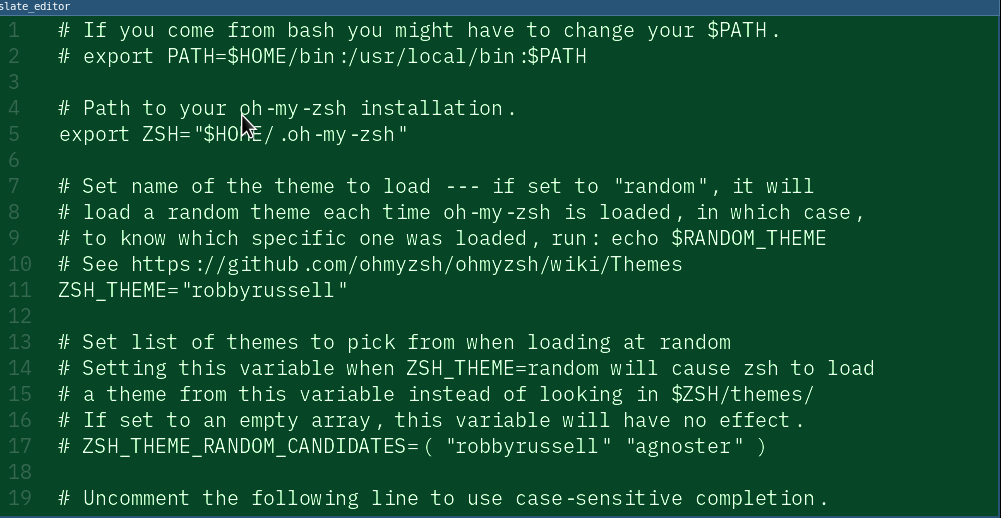 slate_editor
1 # If you come from bash you might have to change your $PATH.
2 # export PATH=$HOME/bin:/usr/local/bin:$PATH
3
4 # Path to your oh-my-zsh installation.
5 export ZSH="$HOME/.oh-my-zsh"
6
7 # Set name of the theme to load --- if set to "random", it will
8 # load a random theme each time oh-my-zsh is loaded, in which case,
9 # to know which specific one was loaded, run: echo $RANDOM_THEME
10 # See https://github.com/ohmyzsh/ohmyzsh/wiki/Themes
11 ZSH_THEME="robbyrussell"
12
13 # Set list of themes to pick from when loading at random
14 # Setting this variable when ZSH_THEME=random will cause zsh to load
15 # a theme from this variable instead of looking in $ZSH/themes/
16 # If set to an empty array, this variable will have no effect.
17 # ZSH_THEME_RANDOM_CANDIDATES=( "robbyrussell" "agnoster" )
18
19 # Uncomment the following line to use case-sensitive completion.